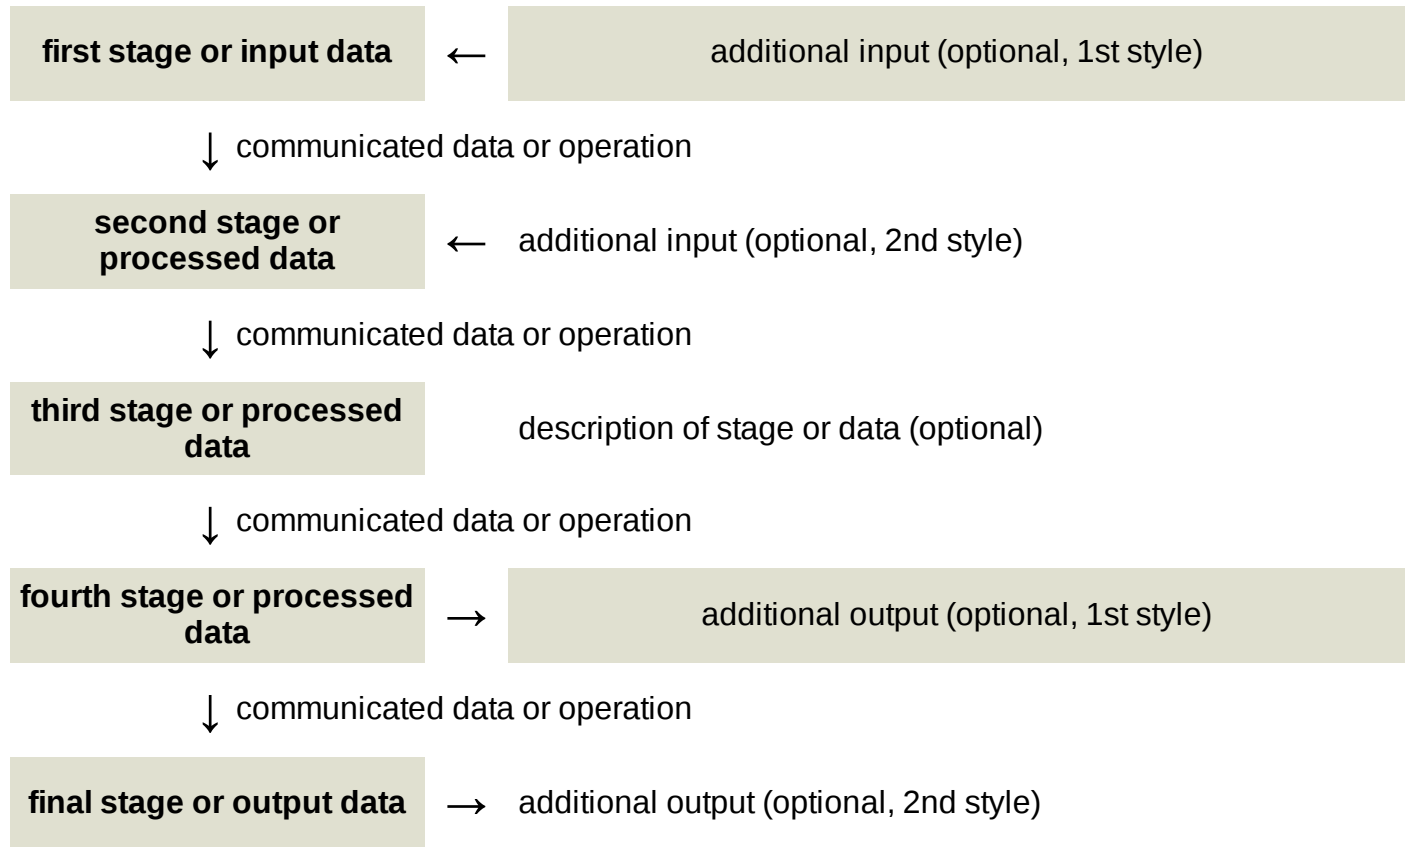 first stage or input data ← additional input (optional, 1st style)
↓ communicated data or operation
second stage or
processed data
← additional input (optional, 2nd style)
↓ communicated data or operation
third stage or processed
data
description of stage or data (optional)
↓ communicated data or operation
fourth stage or processed
data
→ additional output (optional, 1st style)
↓ communicated data or operation
final stage or output data → additional output (optional, 2nd style)